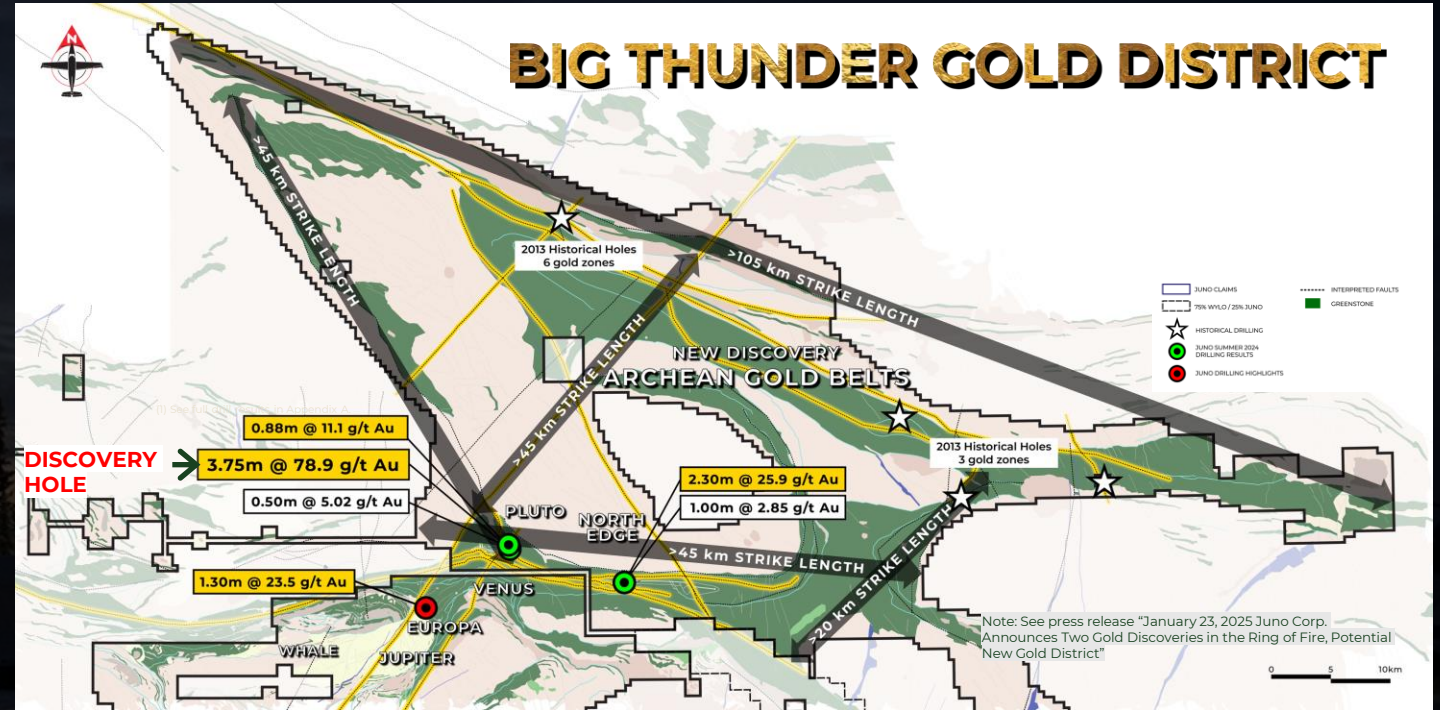 N
BIG THUNDER GOLD DISTRICT
>45 km STRIKE LENGTH
>105 km STRIKE LENGTH
2013 Historical Holes
6 gold zones
>45 km STRIKE LENGTH
NEW DISCOVERY
ARCHEAN GOLD BELTS
JUNO CLAIMS
75% WYLO / 25% JUNO
HISTORICAL DRILLING
JUNO SUMMER 2024
DRILLING RESULTS
JUNO DRILLING HIGHLIGHTS
INTERPRETED FAULTS
GREENSTONE
(1) See full disclosure in Appendix A
0.88m @ 11.1 g/t Au
DISCOVERY
HOLE
3.75m @ 78.9 g/t Au
0.50m @ 5.02 g/t Au
2013 Historical Holes
3 gold zones
2.30m @ 25.9 g/t Au
1.00m @ 2.85 g/t Au
PLUTO
NORTH
EDGE
>45 km STRIKE LENGTH
>20 km STRIKE LENGTH
1.30m @ 23.5 g/t Au
VENUS
EUROPA
WHALE
JUPITER
Note: See press release “January 23, 2025 Juno Corp.
Announces Two Gold Discoveries in the Ring of Fire, Potential
New Gold District”
0 5 10km